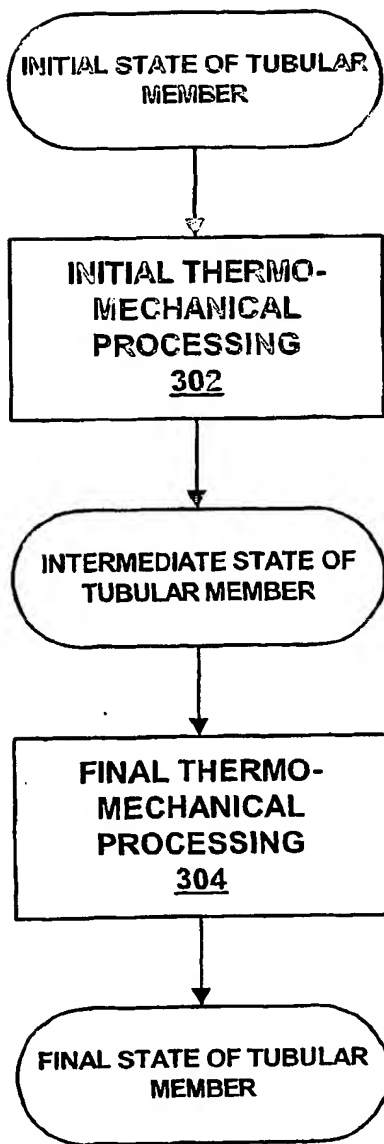 INITIAL STATE OF TUBULAR
MEMBER
INITIAL THERMO-
MECHANICAL
PROCESSING
302
INTERMEDIATE STATE OF
TUBULAR MEMBER
FINAL THERMO-
MECHANICAL
PROCESSING
304
FINAL STATE OF TUBULAR
MEMBER